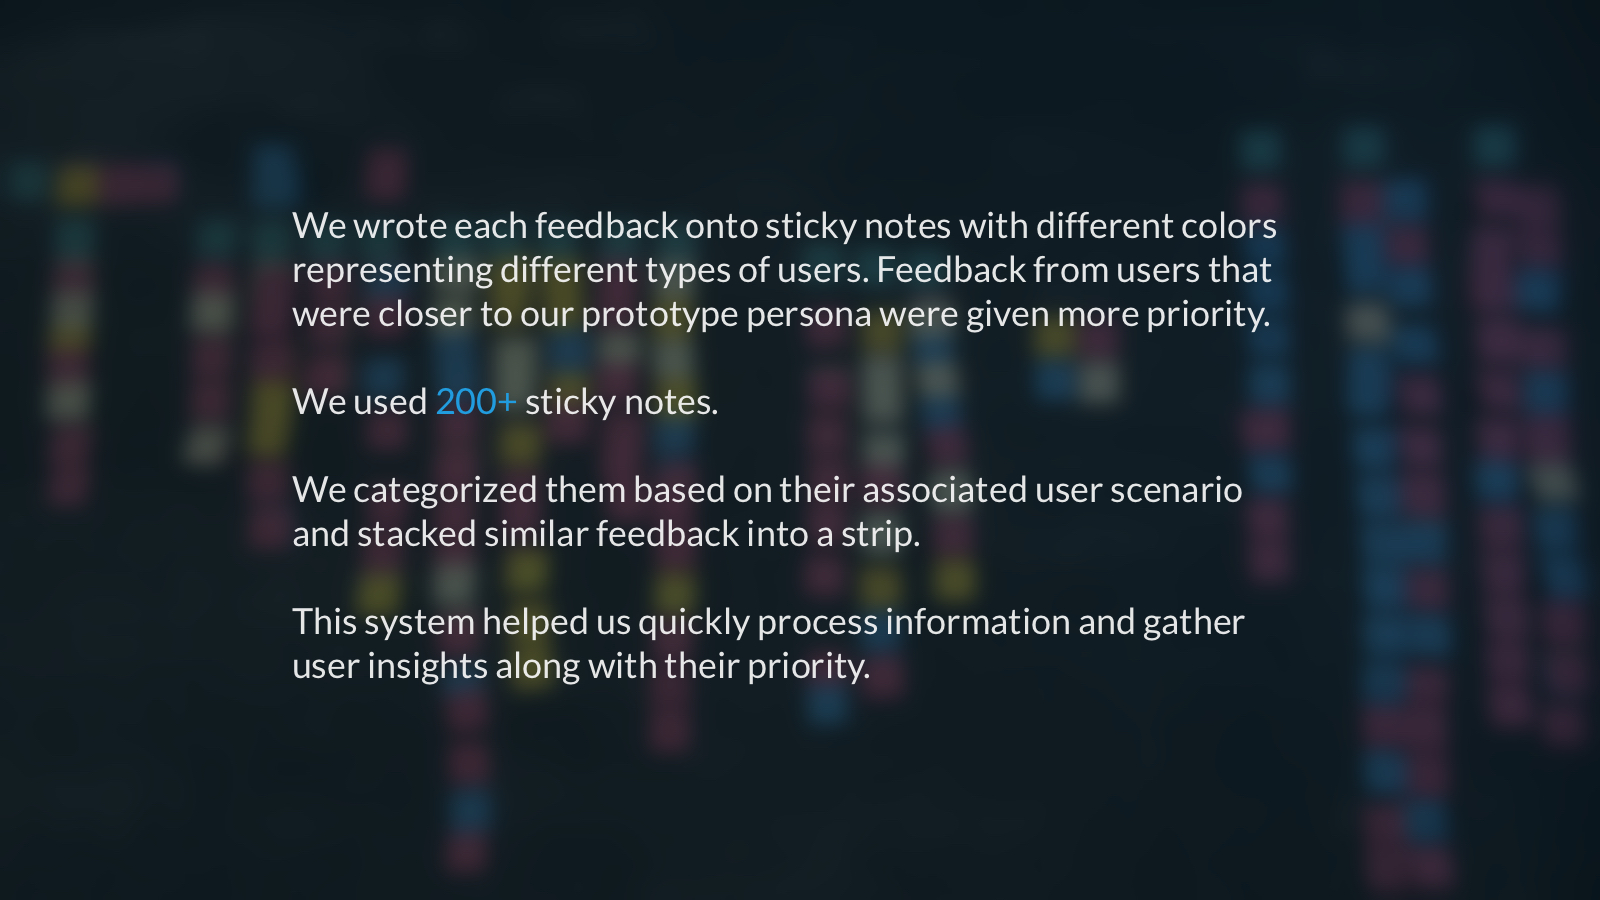 We wrote each feedback onto sticky notes with different colors
representing different types of users. Feedback from users that
were closer to our prototype persona were given more priority.
We used 200+ sticky notes.
We categorized them based on their associated user scenario
and stacked similar feedback into a strip.
This system helped us quickly process information and gather
user insights along with their priority.